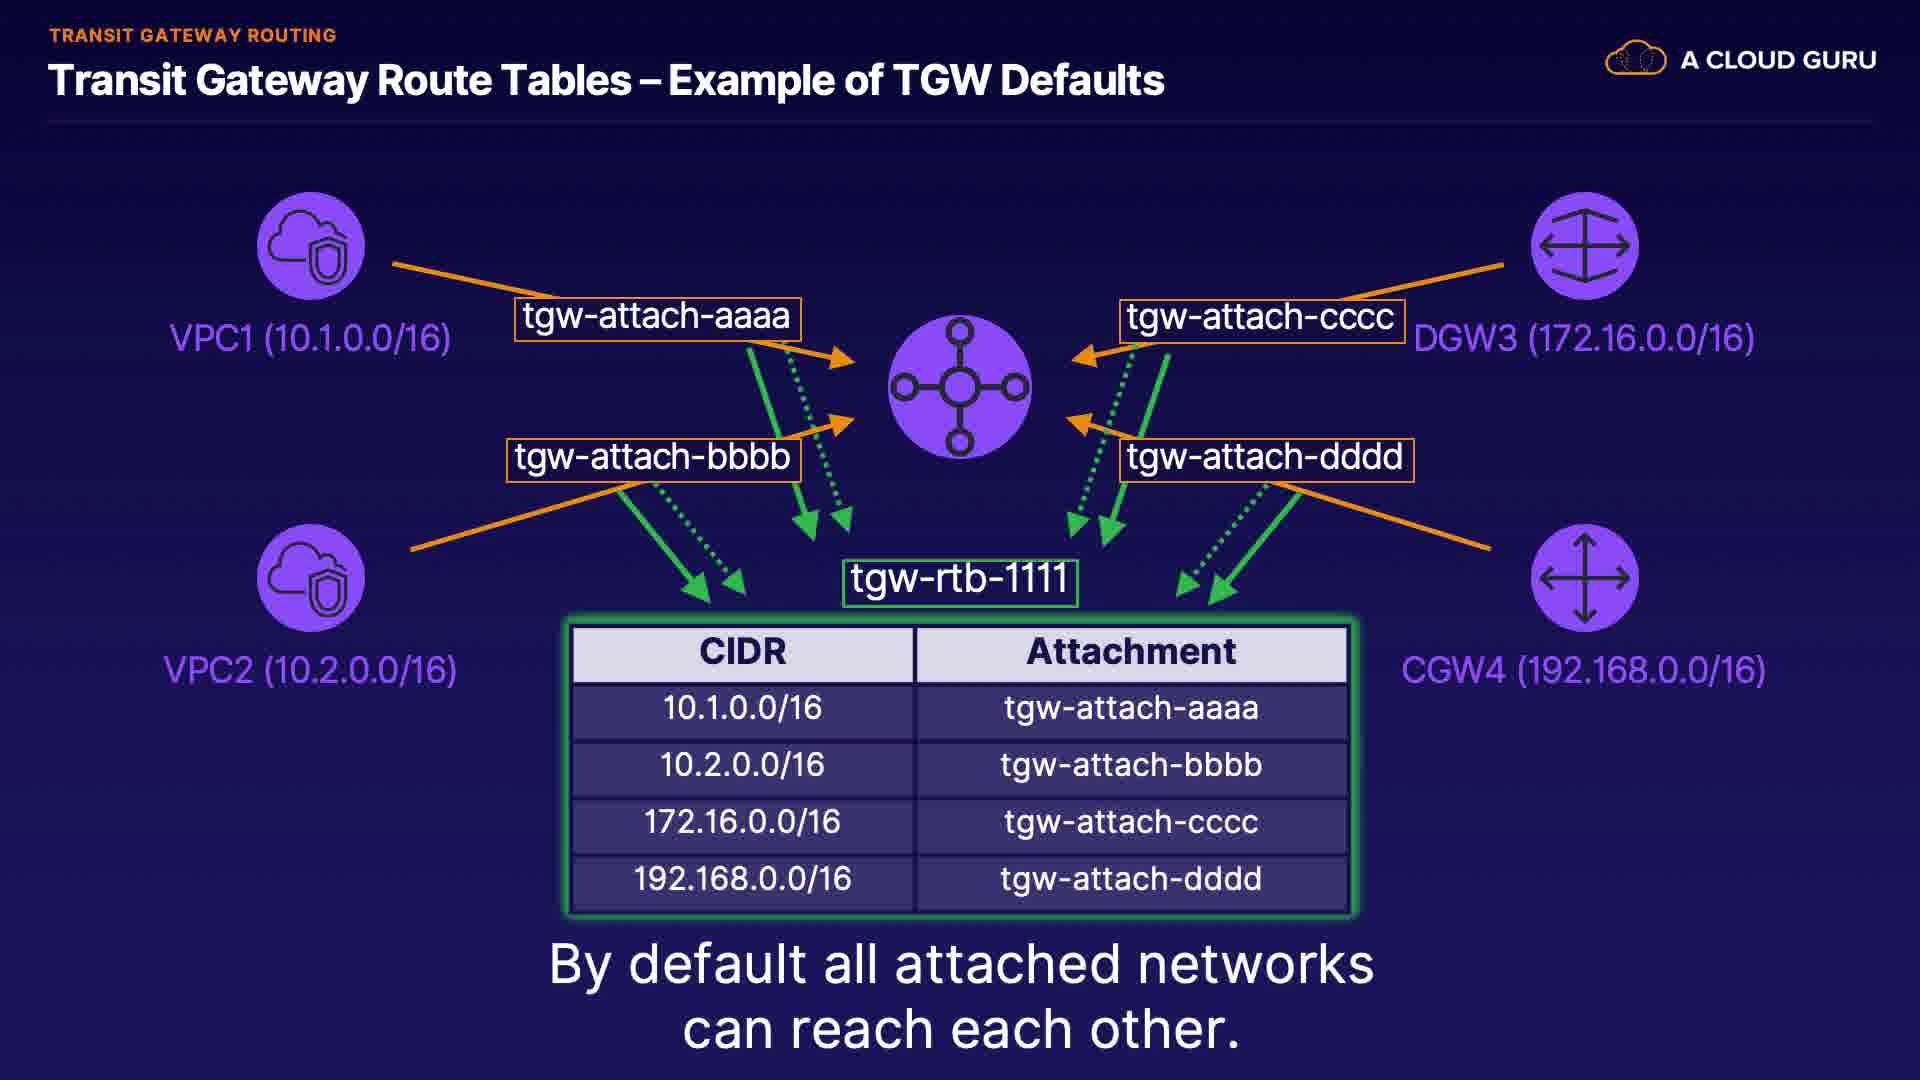 TRANSIT GATEWAY ROUTING
Transit Gateway Route Tables – Example of TGW Defaults
A CLOUD GURU
tgw-attach-aaaa
tgw-attach-cccc
VPC1 (10.1.0.0/16)
DGW3 (172.16.0.0/16)
tgw-attach-bbbb
tgw-attach-dddd
tgw-rtb-1111
VPC2 (10.2.0.0/16)
CGW4 (192.168.0.0/16)
CIDR Attachment
10.1.0.0/16 tgw-attach-aaaa
10.2.0.0/16 tgw-attach-bbbb
172.16.0.0/16 tgw-attach-cccc
192.168.0.0/16 tgw-attach-dddd
By default all attached networks
can reach each other.